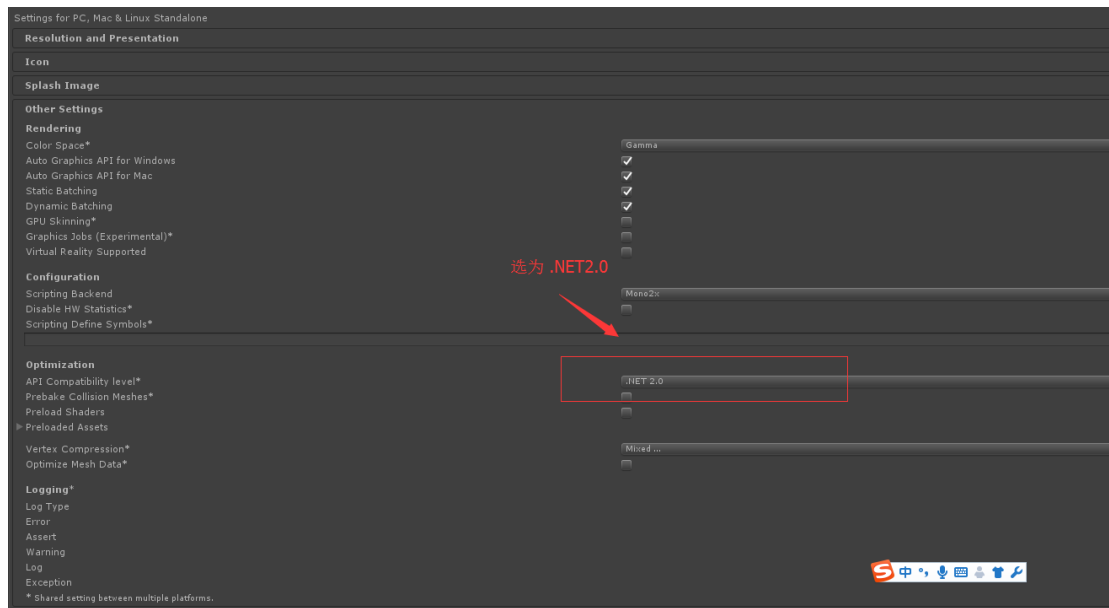 Settings for PC, Mac & Linux Standalone
Resolution and Presentation
Icon
Splash Image
Other Settings
Rendering
Color Space* Gamma
Auto Graphics API for Windows
Auto Graphics API for Mac
Static Batching
Dynamic Batching
GPU Skinning*
Graphics Jobs (Experimental)*
Virtual Reality Supported
选为 .NET2.0
Configuration
Scripting Backend Mono2x
Disable HW Statistics*
Scripting Define Symbols*
Optimization
API Compatibility level* .NET 2.0
Prebake Collision Meshes*
Preload Shaders
Preloaded Assets
Vertex Compression* Mixed ...
Optimize Mesh Data*
Logging*
Log Type
Error
Assert
Warning
Log
Exception
* Shared setting between multiple platforms.
S 中